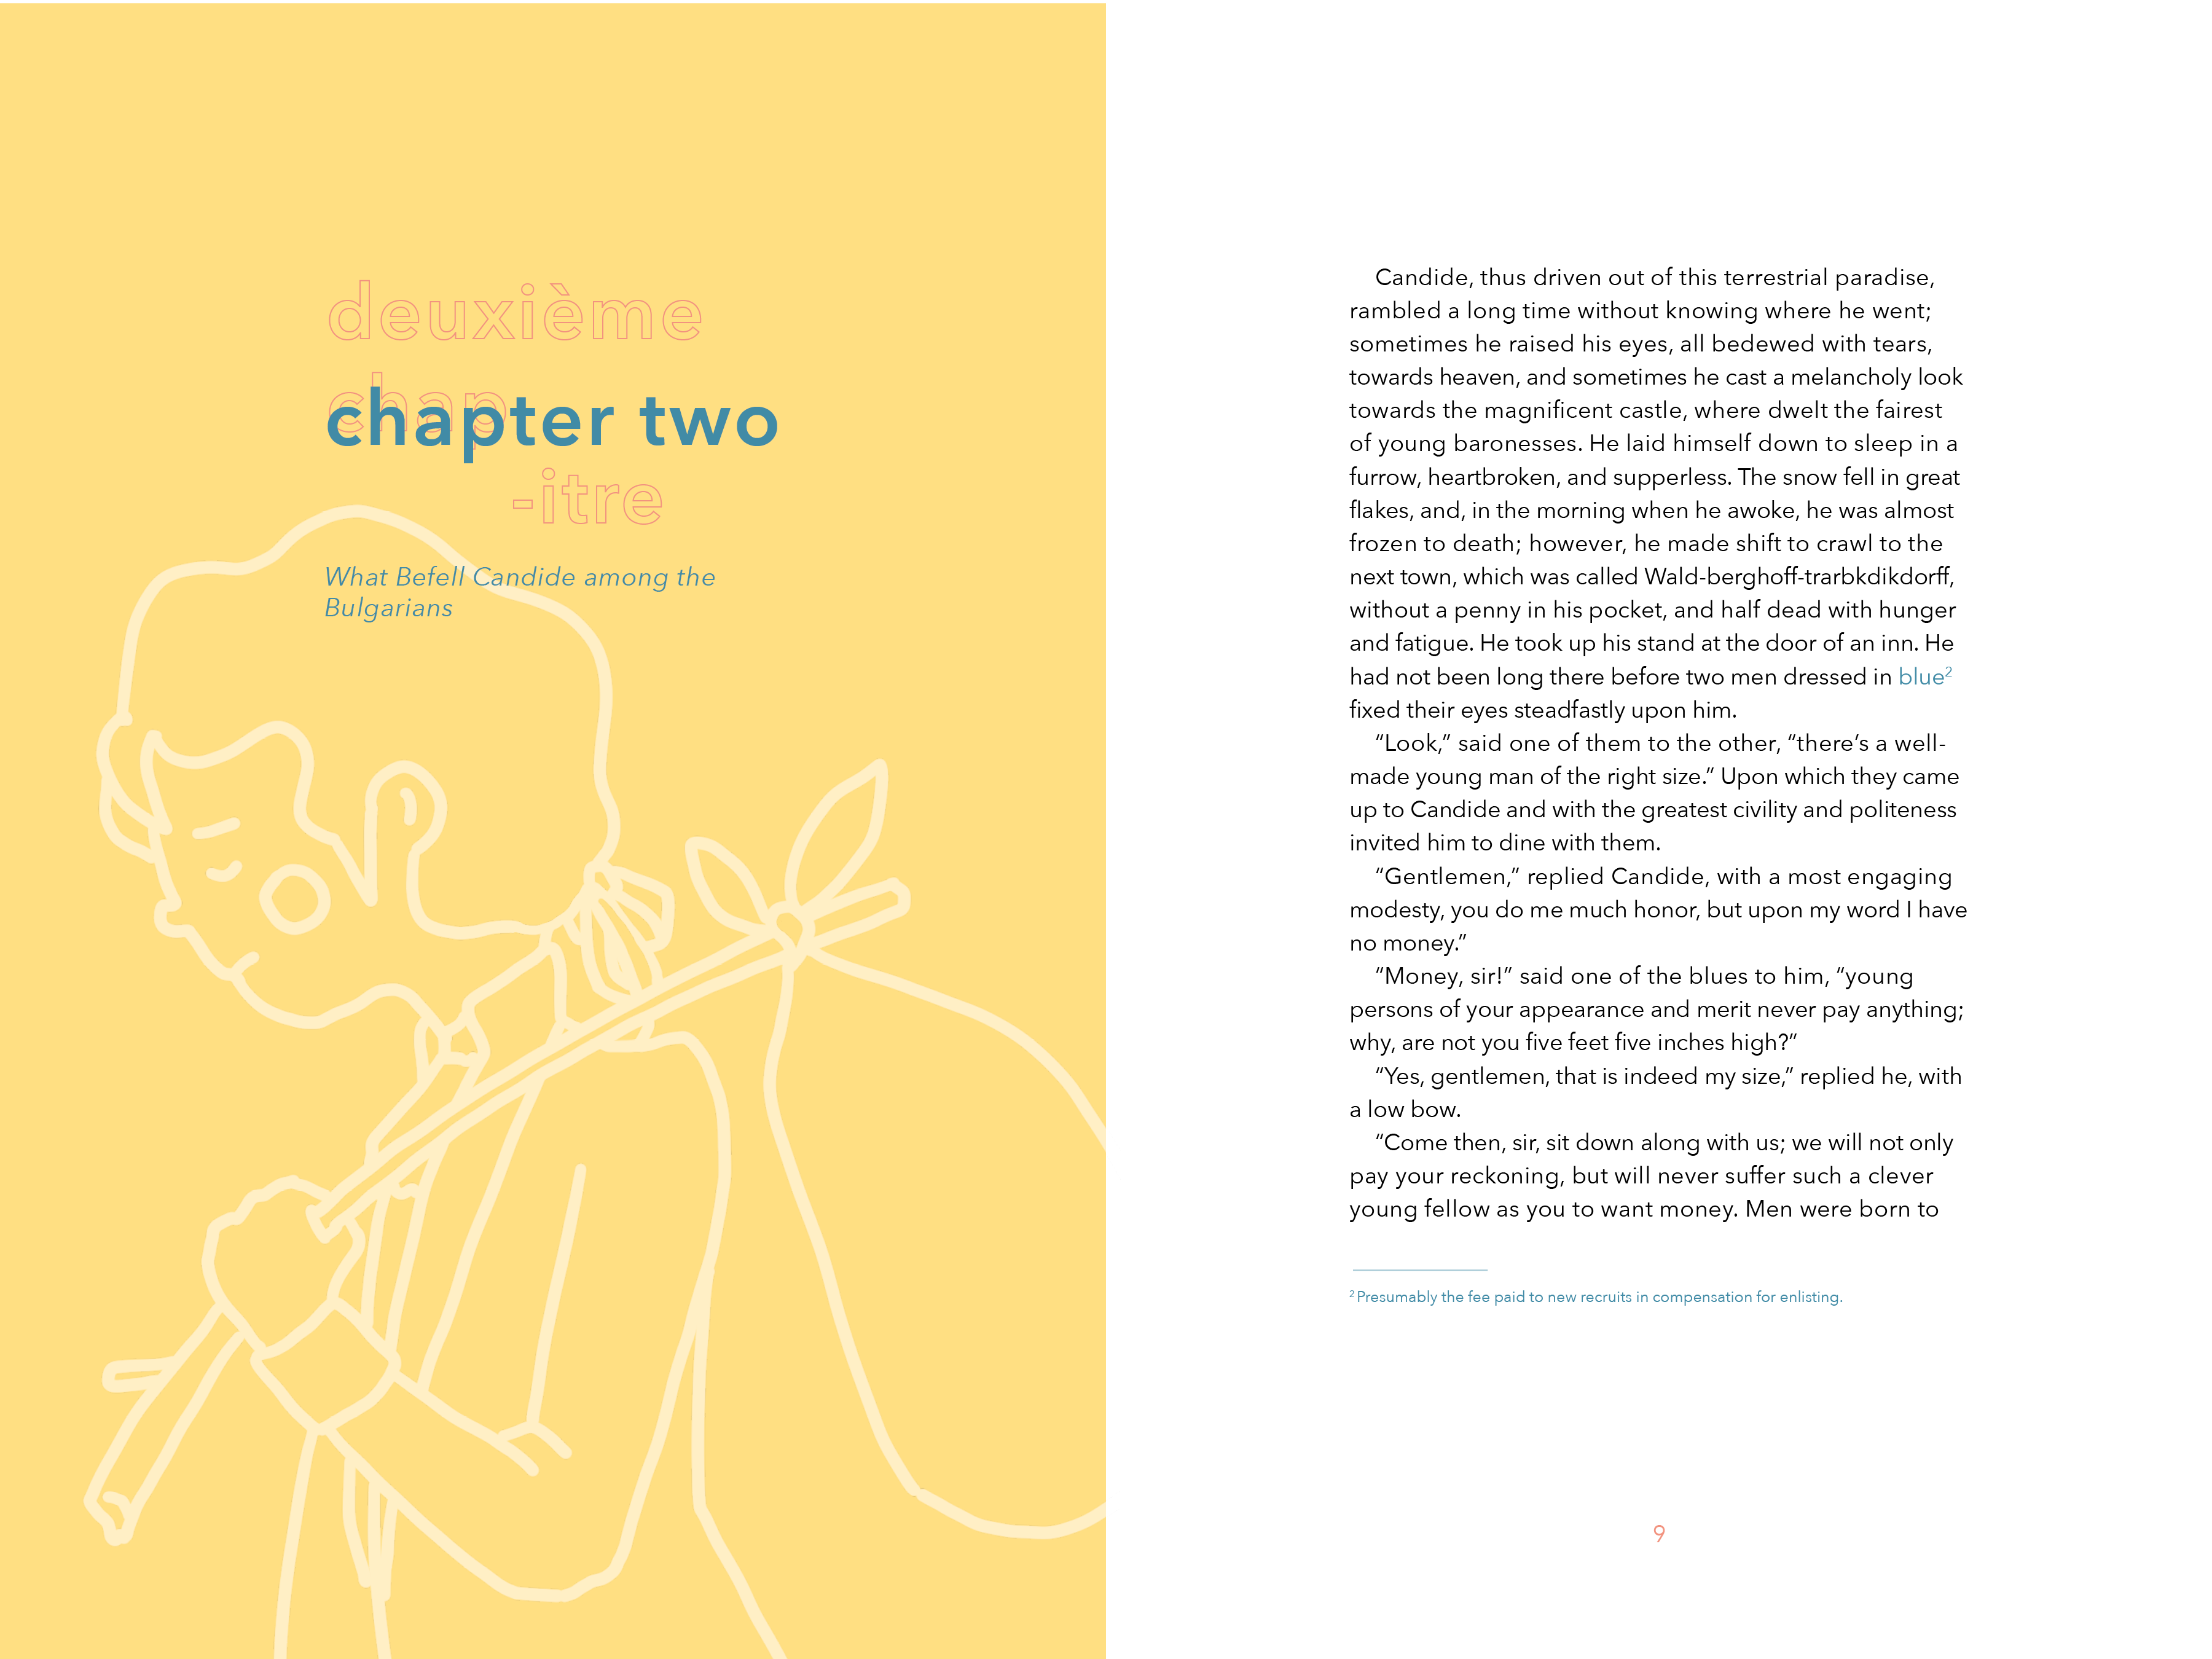 deuxième
chap
chapter two
-itre
What Befell Candide among the
Bulgarians
Candide, thus driven out of this terrestrial paradise,
rambled a long time without knowing where he went;
sometimes he raised his eyes, all bedewed with tears,
towards heaven, and sometimes he cast a melancholy look
towards the magnificent castle, where dwelt the fairest
of young baronesses. He laid himself down to sleep in a
furrow, heartbroken, and supperless. The snow fell in great
flakes, and, in the morning when he awoke, he was almost
frozen to death; however, he made shift to crawl to the
next town, which was called Wald-berghoff-trarbkdikdorff,
without a penny in his pocket, and half dead with hunger
and fatigue. He took up his stand at the door of an inn. He
had not been long there before two men dressed in blue²
fixed their eyes steadfastly upon him.
“Look,” said one of them to the other, “there’s a well-
made young man of the right size.” Upon which they came
up to Candide and with the greatest civility and politeness
invited him to dine with them.
“Gentlemen,” replied Candide, with a most engaging
modesty, you do me much honor, but upon my word I have
no money.”
“Money, sir!” said one of the blues to him, “young
persons of your appearance and merit never pay anything;
why, are not you five feet five inches high?”
“Yes, gentlemen, that is indeed my size,” replied he, with
a low bow.
“Come then, sir, sit down along with us; we will not only
pay your reckoning, but will never suffer such a clever
young fellow as you to want money. Men were born to
² Presumably the fee paid to new recruits in compensation for enlisting.
9